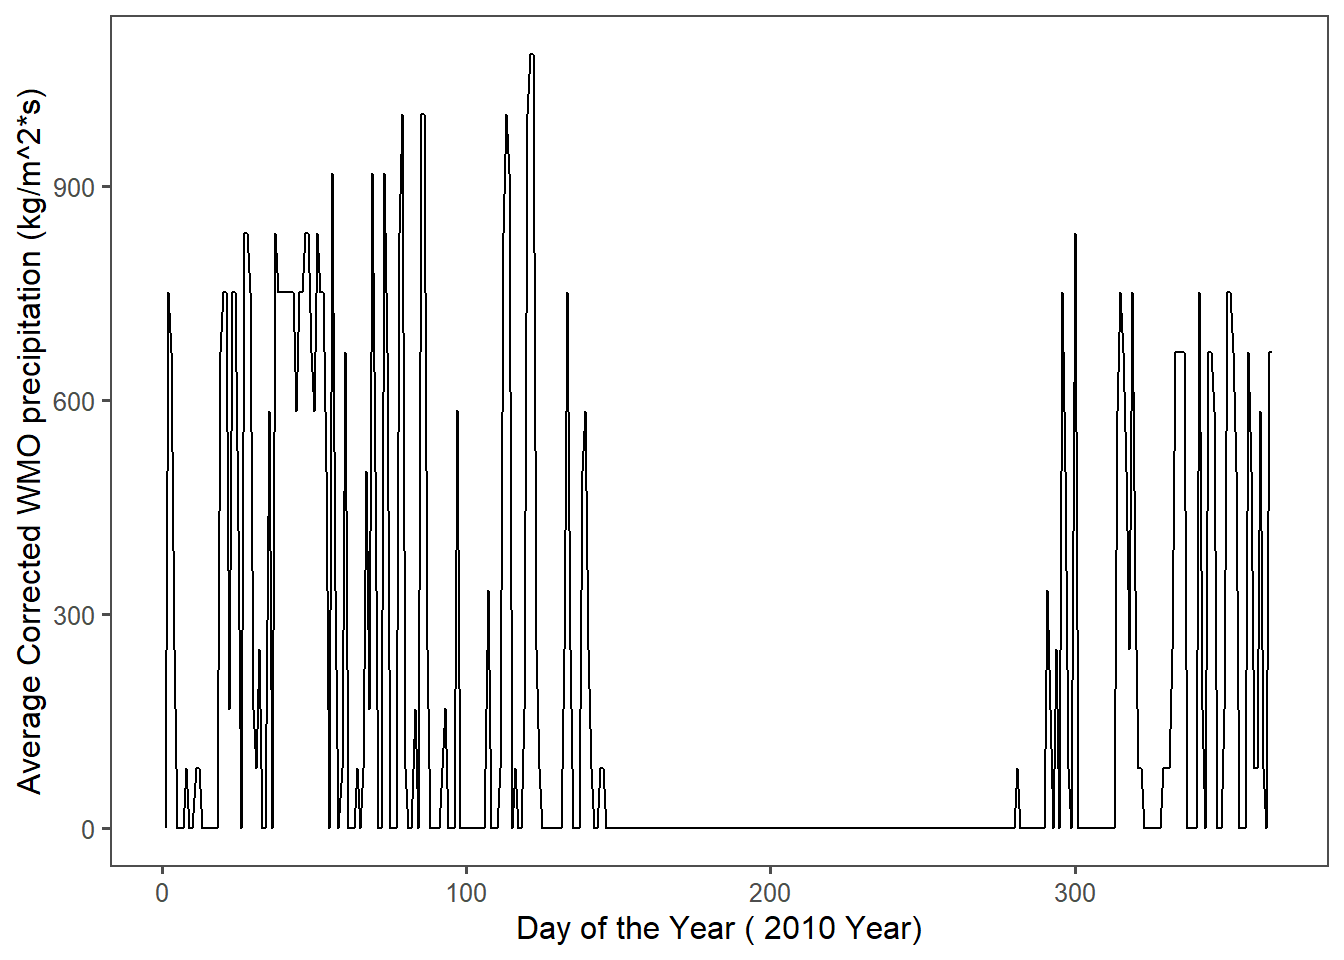 Average Corrected WMO precipitation (kg/m^2*s)
900
600
300
0
0 100 200 300
Day of the Year ( 2010 Year)